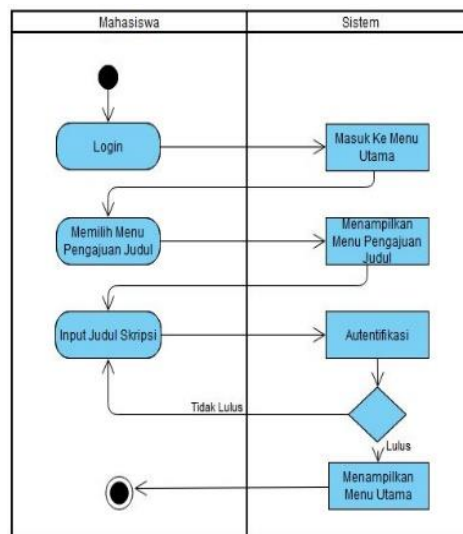 Mahasiswa
Sistem
Login
Masuk Ke Menu
Utama
Memilih Menu
Pengajuan Judul
Menampilkan
Menu Pengajuan
Judul
Input Judul Skripsi
Autentifikasi
Tidak Lulus
Lulus
Menampilkan
Menu Utama